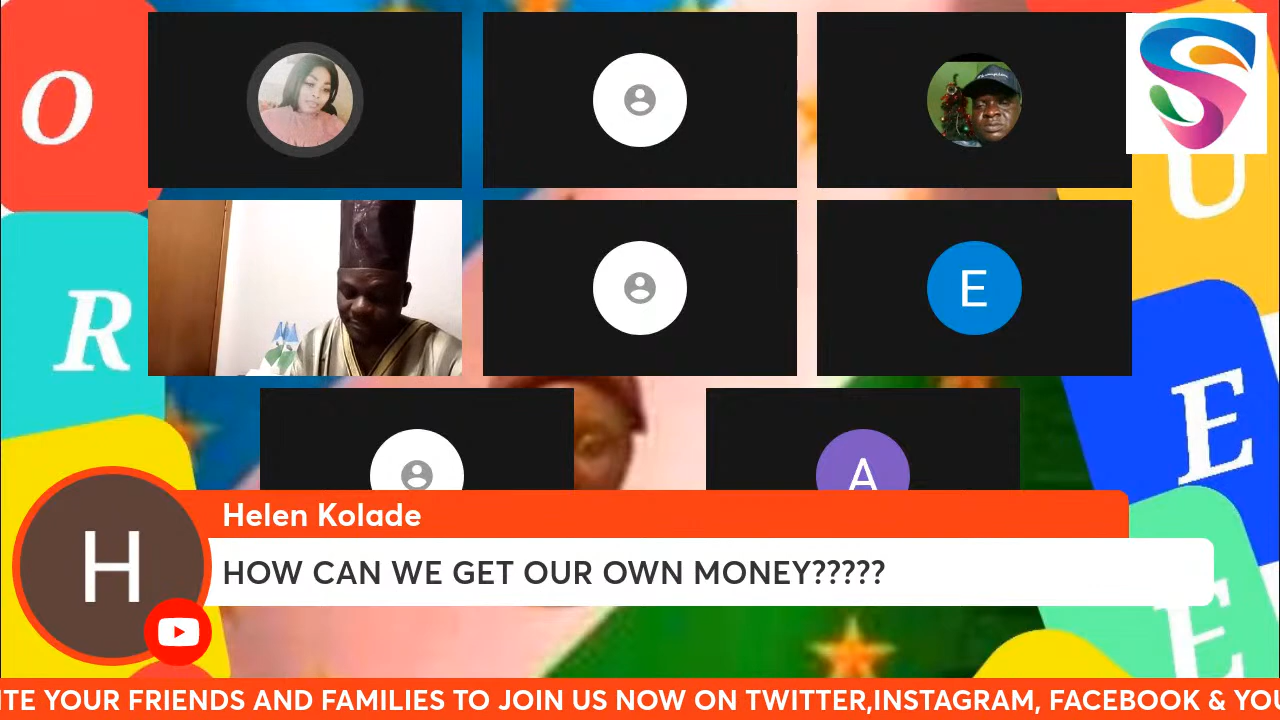 O
U
R
E
E
E
A
H
Helen Kolade
HOW CAN WE GET OUR OWN MONEY?????
ITE YOUR FRIENDS AND FAMILIES TO JOIN US NOW ON TWITTER,INSTAGRAM, FACEBOOK & YOU